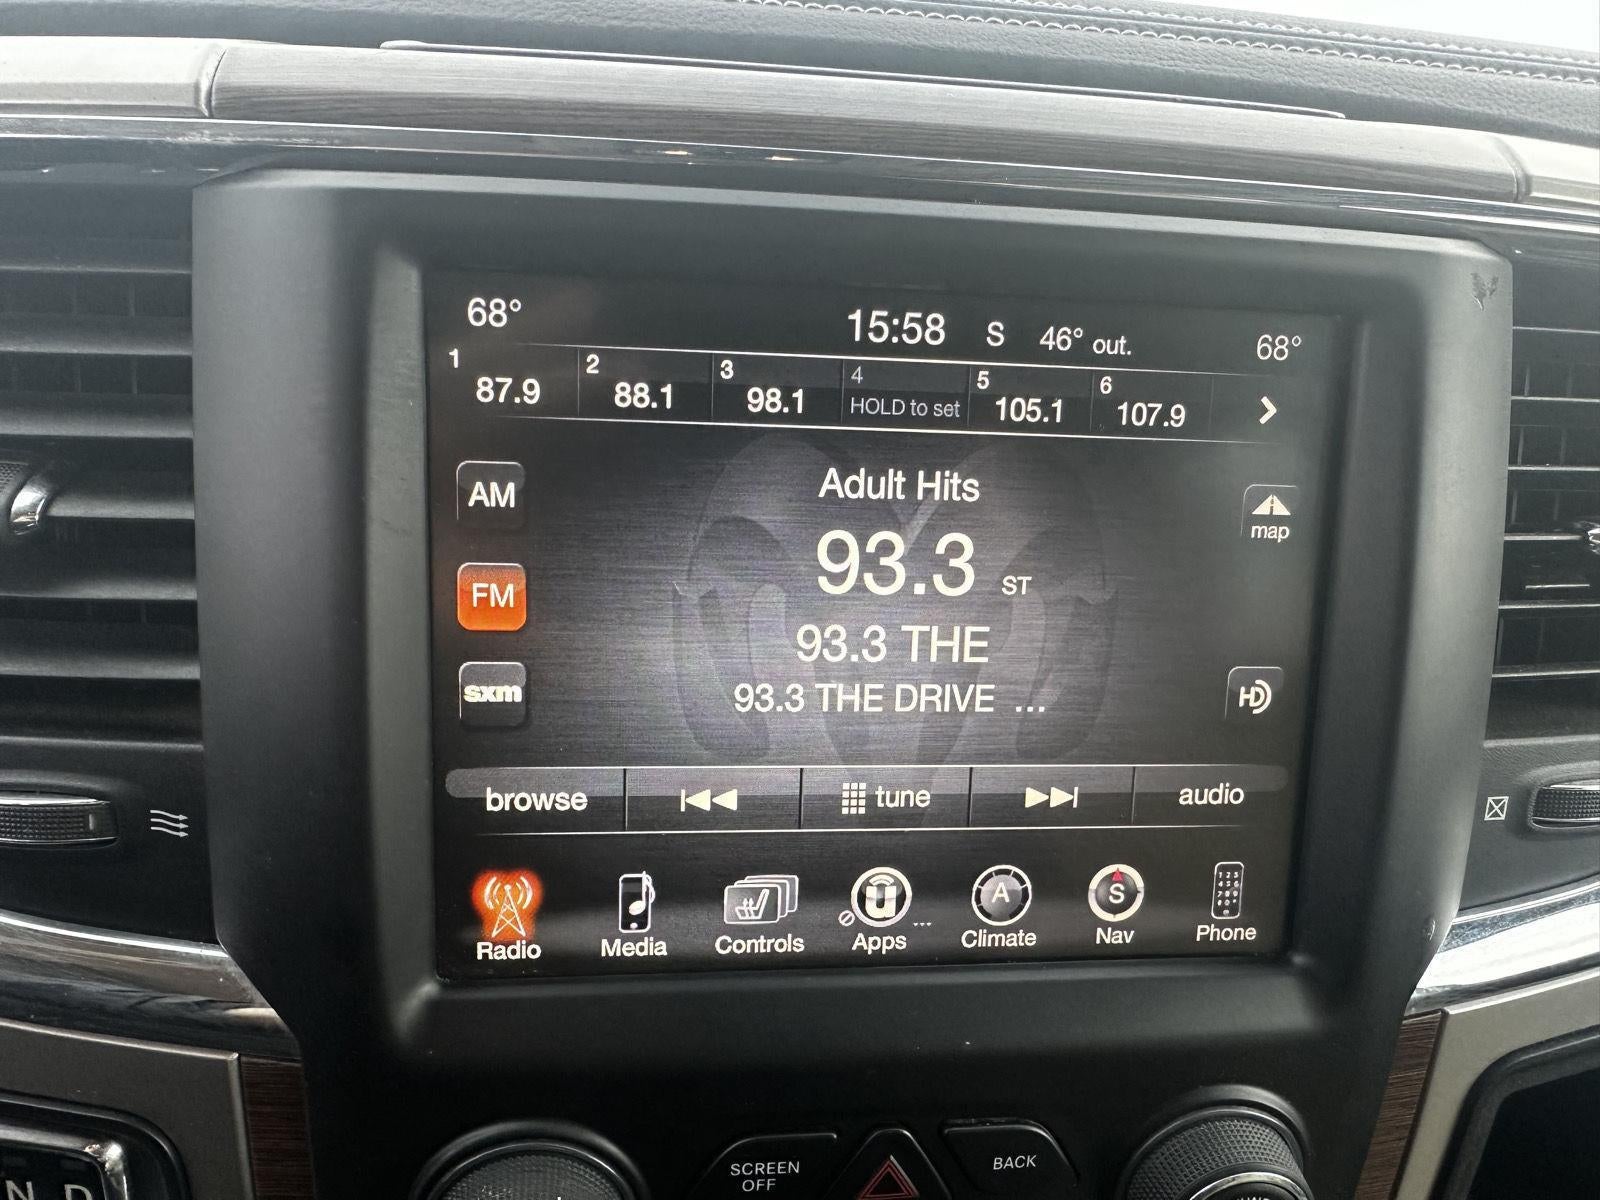 68° 15:58 S 46° out. 68°
1 2 3 4 5 6
87.9 88.1 98.1 HOLD to set 105.1 107.9
Adult Hits
AM
map
93.3 ST
FM
93.3 THE
sxm
93.3 THE DRIVE ...
HD
browse tune audio
A S
Radio Media Controls Apps ... Climate Nav Phone
SCREEN
OFF
BACK
N D